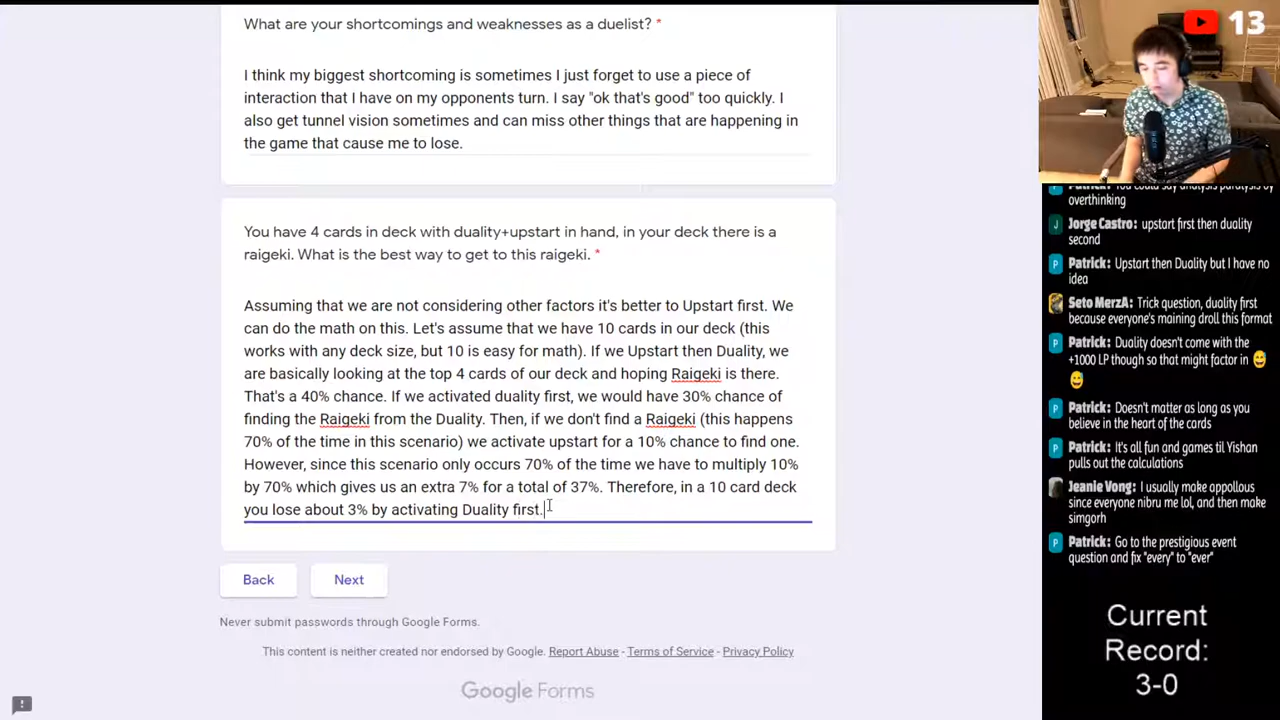 What are your shortcomings and weaknesses as a duelist? *
I think my biggest shortcoming is sometimes I just forget to use a piece of
interaction that I have on my opponents turn. I say "ok that's good" too quickly. I
also get tunnel vision sometimes and can miss other things that are happening in
the game that cause me to lose.
You have 4 cards in deck with duality+upstart in hand, in your deck there is a
raigeki. What is the best way to get to this raigeki. *
Assuming that we are not considering other factors it's better to Upstart first. We
can do the math on this. Let's assume that we have 10 cards in our deck (this
works with any deck size, but 10 is easy for math). If we Upstart then Duality, we
are basically looking at the top 4 cards of our deck and hoping Raigeki is there.
That's a 40% chance. If we activated duality first, we would have 30% chance of
finding the Raigeki from the Duality. Then, if we don't find a Raigeki (this happens
70% of the time in this scenario) we activate upstart for a 10% chance to find one.
However, since this scenario only occurs 70% of the time we have to multiply 10%
by 70% which gives us an extra 7% for a total of 37%. Therefore, in a 10 card deck
you lose about 3% by activating Duality first.
Back
Next
Never submit passwords through Google Forms.
This content is neither created nor endorsed by Google. Report Abuse - Terms of Service - Privacy Policy
Google Forms
13
Patrick: You could say analysis paralysis by
overthinking
J
Jorge Castro: upstart first then duality
second
P
Patrick: Upstart then Duality but I have no
idea
Seto MerzA: Trick question, duality first
because everyone's maining droll this format
P
Patrick: Duality doesn't come with the
+1000 LP though so that might factor in 😅
😅
P
Patrick: Doesn't matter as long as you
believe in the heart of the cards
P
Patrick: It's all fun and games til Yishan
pulls out the calculations
Jeanie Vong: I usually make appollous
since everyone nibru me lol, and then make
simorgh
P
Patrick: Go to the prestigious event
question and fix "every" to "ever"
Current
Record:
3-0